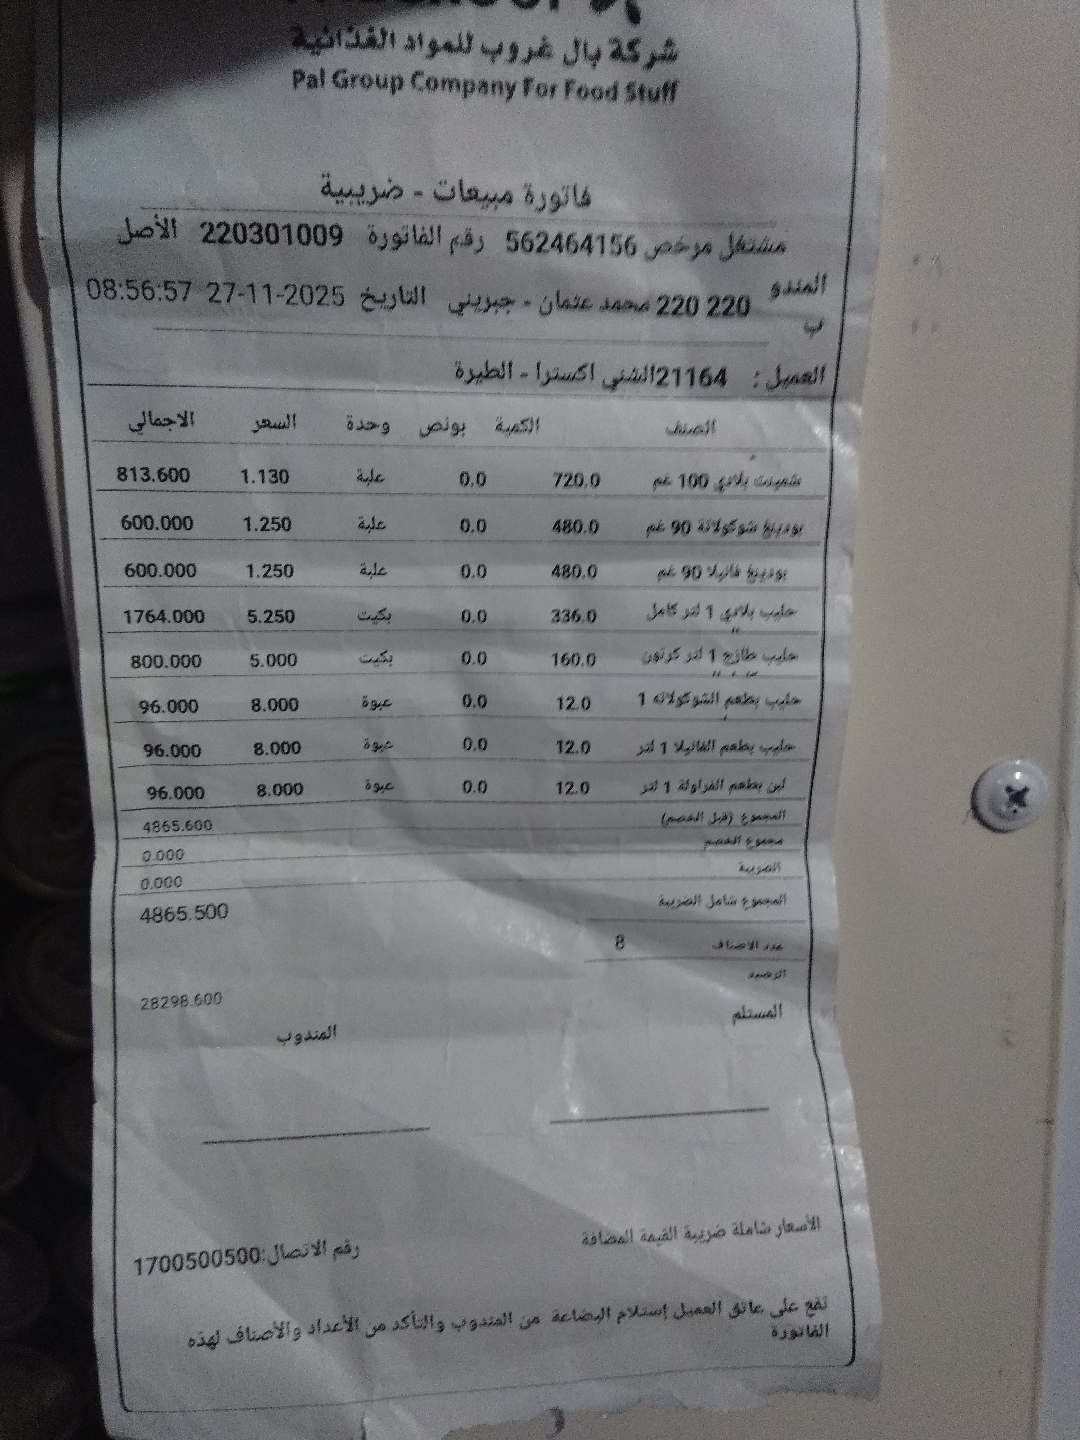 شركة بال غروب للمواد الغذائية
Pal Group Company For Food Stuff
فاتورة مبيعات - ضريبية
مشتغل مرخص 562464156 رقم الفاتورة 220301009 الأصل
المندوب 220 220 محمد عثمان - جبريني التاريخ 27-11-2025 08:56:57
العميل : 21164الشني اكسترا - الطيرة
الصنف الكمية بونص وحدة السعر الاجمالي
شمينت بلادي 100 غم 720.0 0.0 علبة 1.130 813.600
بودينغ شوكولاتة 90 غم 480.0 0.0 علبة 1.250 600.000
بودينغ فانيلا 90 غم 480.0 0.0 علبة 1.250 600.000
حليب بلادي 1 لتر كامل 336.0 0.0 بكيت 5.250 1764.000
حليب طازج 1 لتر كرتون 160.0 0.0 بكيت 5.000 800.000
حليب بطعم الشوكولاته 1 12.0 0.0 عبوة 8.000 96.000
حليب بطعم الفانيلا 1 لتر 12.0 0.0 عبوة 8.000 96.000
لبن بطعم الفراولة 1 لتر 12.0 0.0 عبوة 8.000 96.000
المجموع (قبل الخصم) 4865.600
مجموع الخصم 0.000
الضريبة 0.000
المجموع شامل الضريبة 4865.500
عدد الاصناف 8
الرصيد 28298.600
المستلم المندوب
الأسعار شاملة ضريبة القيمة المضافة رقم الاتصال:1700500500
تقع على عاتق العميل إستلام البضاعة من المندوب والتأكد من الأعداد والأصناف لهذه
الفاتورة